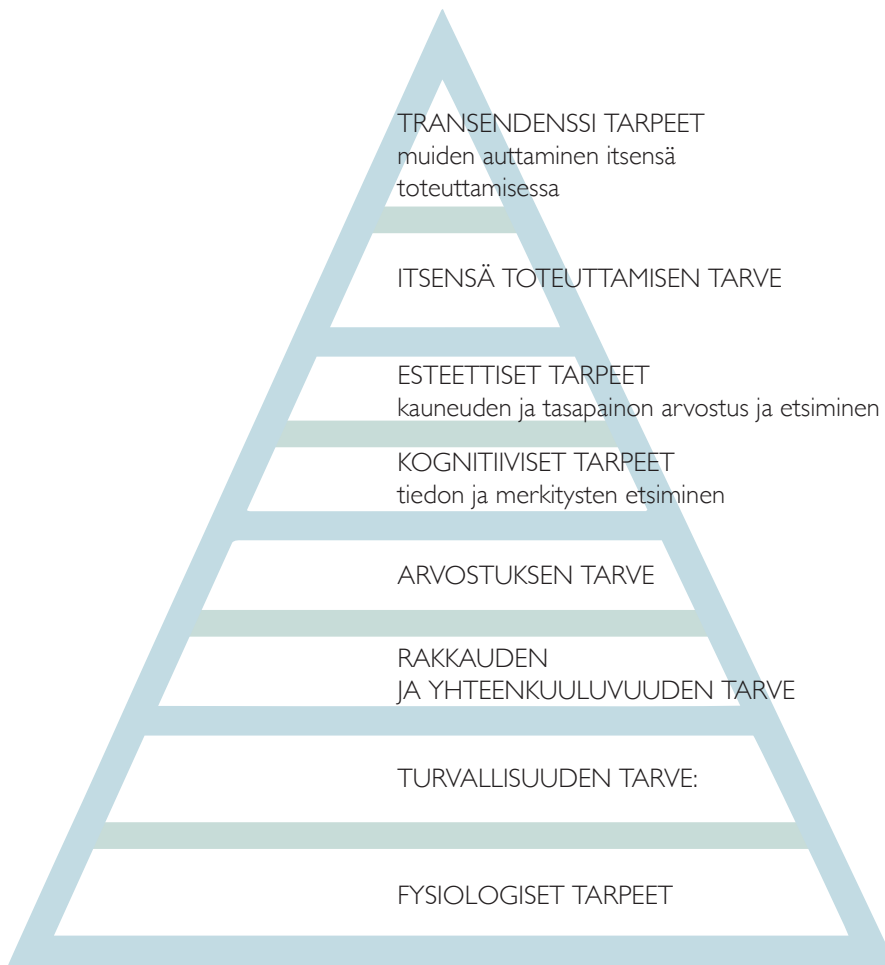 TRANSENDENSSI TARPEET
muiden auttaminen itsensä
toteuttamisessa
ITSENSÄ TOTEUTTAMISEN TARVE
ESTEETTISET TARPEET
kauneuden ja tasapainon arvostus ja etsiminen
KOGNITIIVISET TARPEET
tiedon ja merkitysten etsiminen
ARVOSTUKSEN TARVE
RAKKAUDEN
JA YHTEENKUULUVUUDEN TARVE
TURVALLISUUDEN TARVE:
FYSIOLOGISET TARPEET